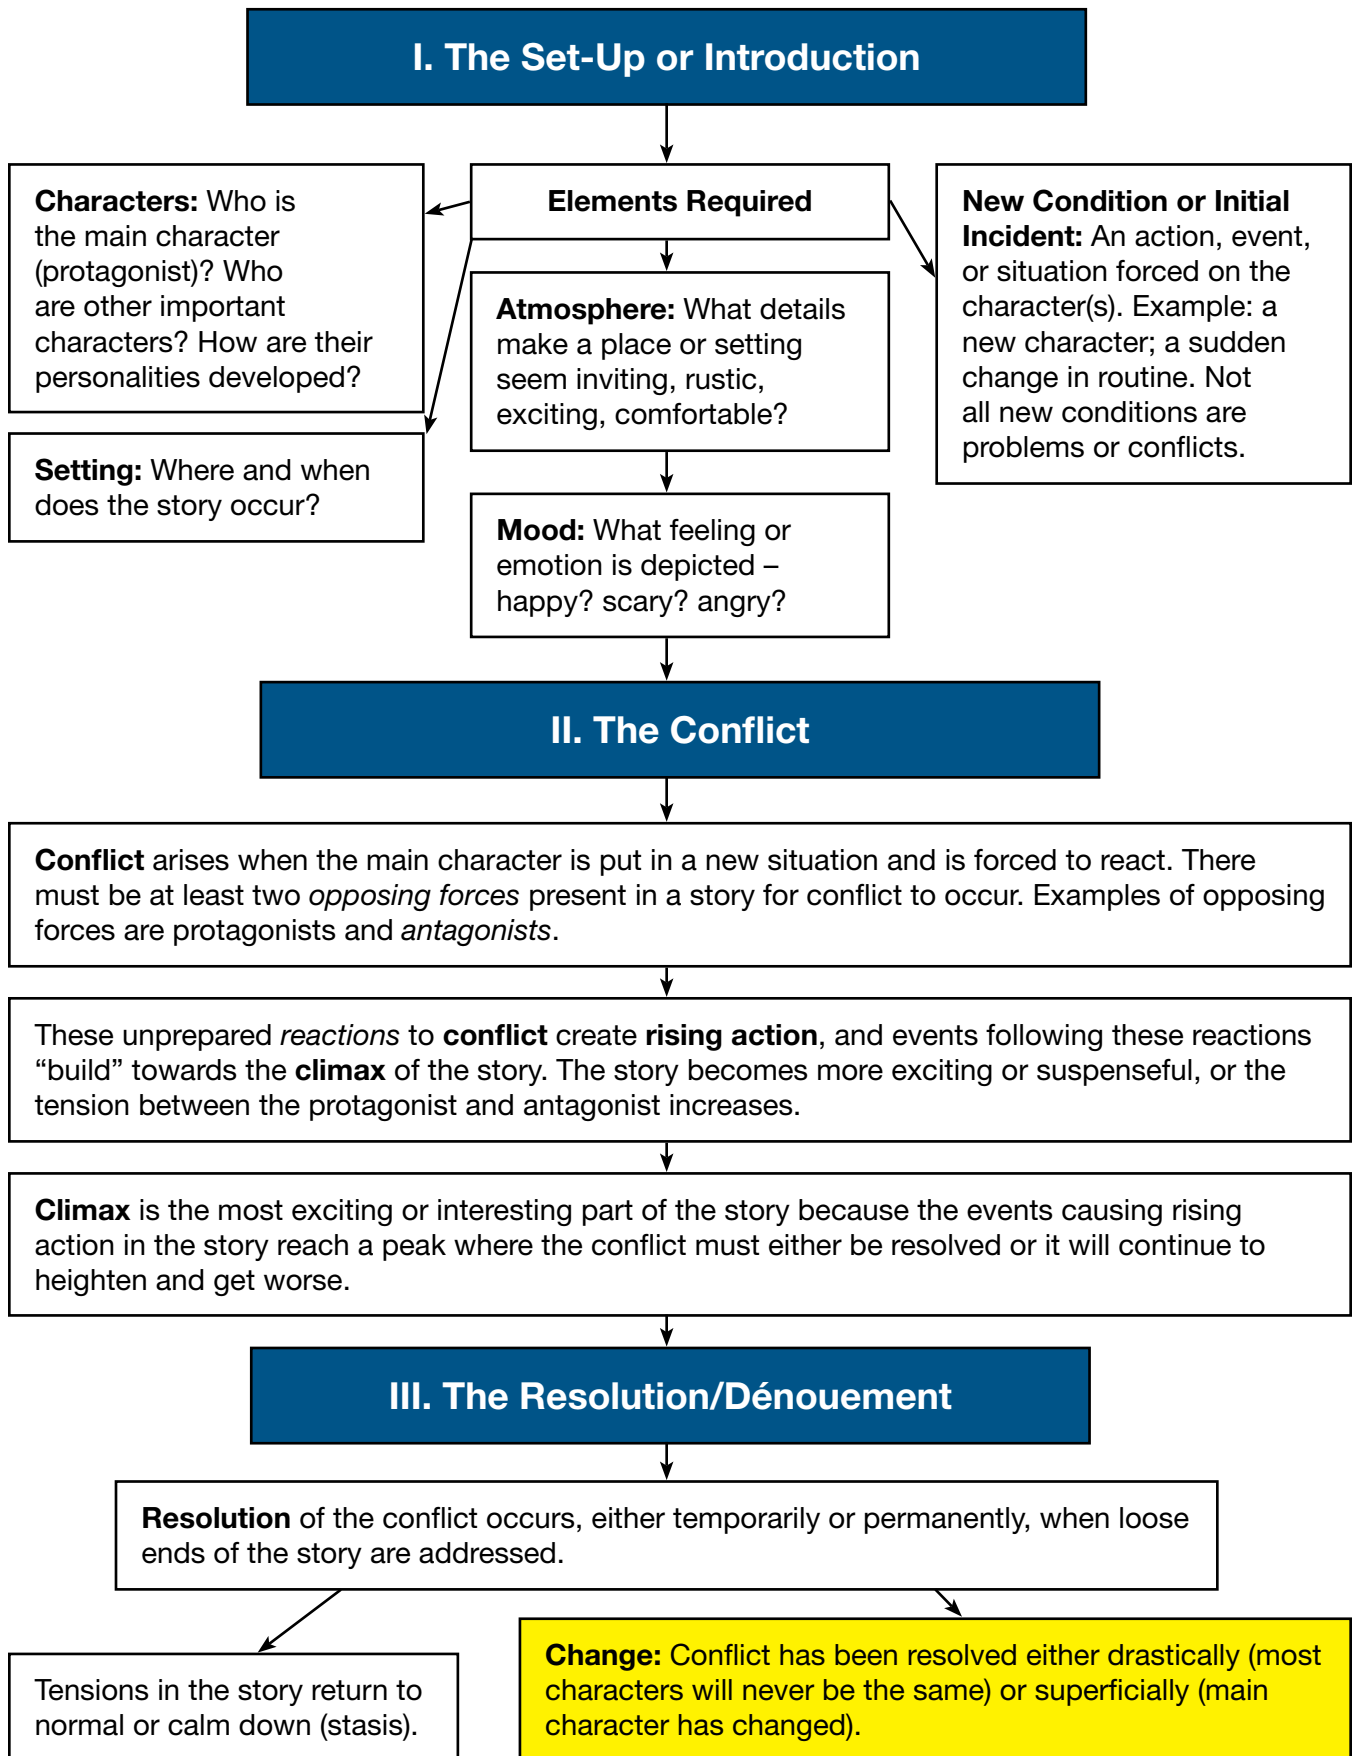 I. The Set-Up or Introduction
Characters: Who is
the main character
(protagonist)? Who
are other important
characters? How are their
personalities developed?
Setting: Where and when
does the story occur?
Elements Required
Atmosphere: What details
make a place or setting
seem inviting, rustic,
exciting, comfortable?
Mood: What feeling or
emotion is depicted –
happy? scary? angry?
New Condition or Initial
Incident: An action, event,
or situation forced on the
character(s). Example: a
new character; a sudden
change in routine. Not
all new conditions are
problems or conflicts.
II. The Conflict
Conflict arises when the main character is put in a new situation and is forced to react. There
must be at least two opposing forces present in a story for conflict to occur. Examples of opposing
forces are protagonists and antagonists.
These unprepared reactions to conflict create rising action, and events following these reactions
“build” towards the climax of the story. The story becomes more exciting or suspenseful, or the
tension between the protagonist and antagonist increases.
Climax is the most exciting or interesting part of the story because the events causing rising
action in the story reach a peak where the conflict must either be resolved or it will continue to
heighten and get worse.
III. The Resolution/Dénouement
Resolution of the conflict occurs, either temporarily or permanently, when loose
ends of the story are addressed.
Tensions in the story return to
normal or calm down (stasis).
Change: Conflict has been resolved either drastically (most
characters will never be the same) or superficially (main
character has changed).